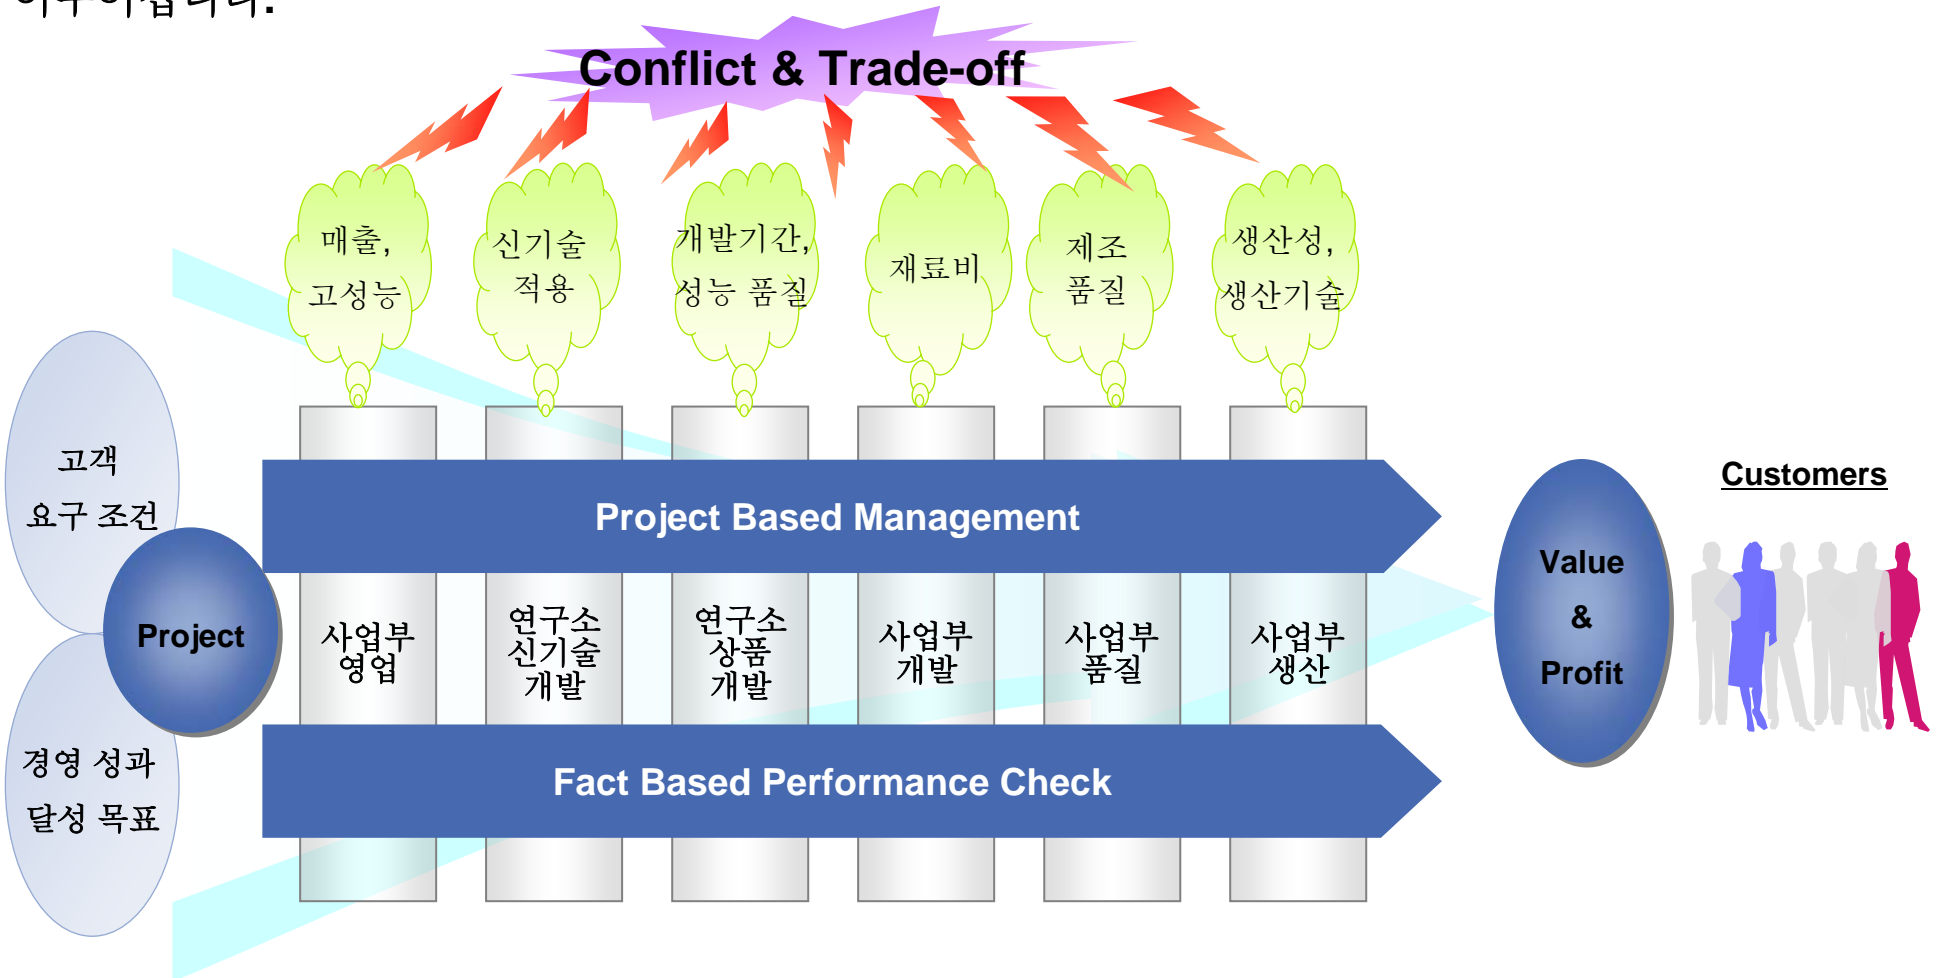 Conflict & Trade-off
매출,
고성능
신기술
적용
개발기간,
성능 품질
재료비
제조
품질
생산성,
생산기술
고객
요구 조건
Project
경영 성과
달성 목표
Project Based Management
사업부
영업
연구소
신기술
개발
연구소
상품
개발
사업부
개발
사업부
품질
사업부
생산
Fact Based Performance Check
Value
&
Profit
Customers